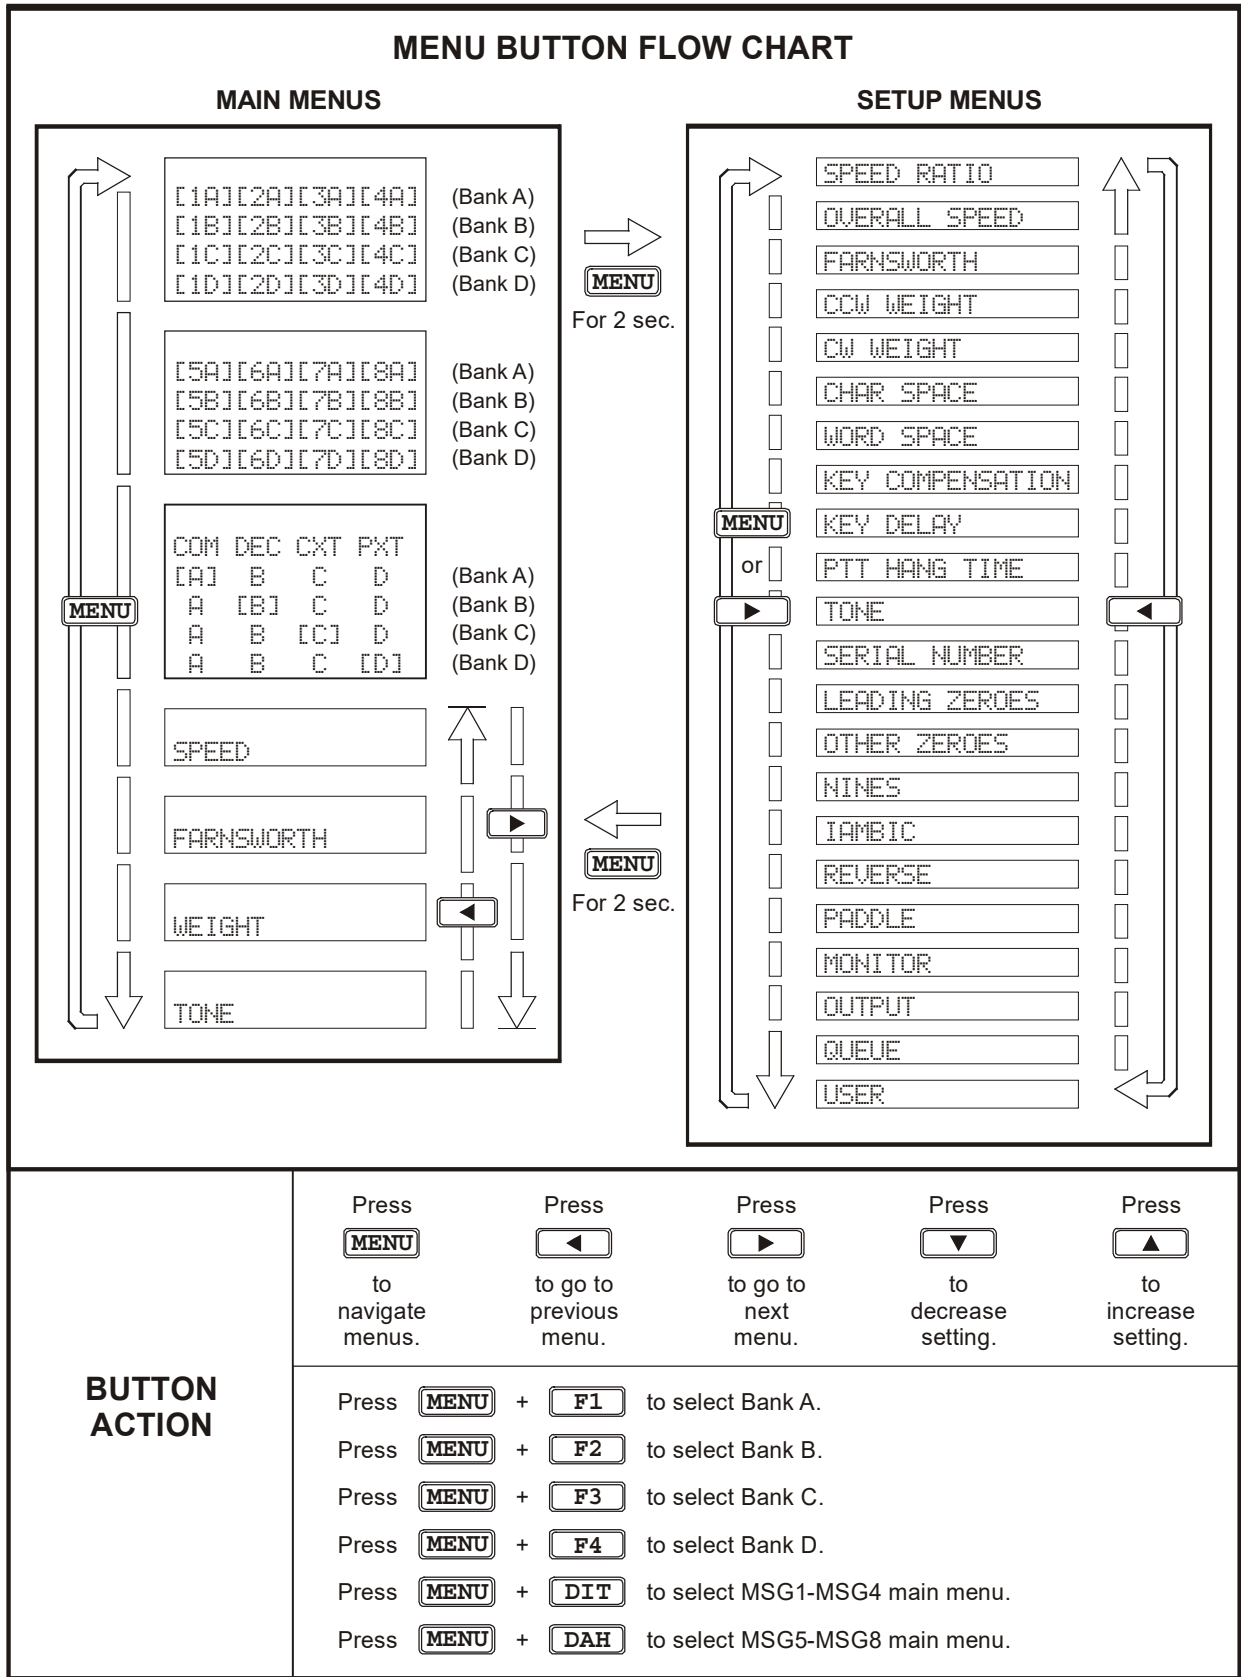 MENU BUTTON FLOW CHART
MAIN MENUS
[1A][2A][3A][4A] (Bank A)
[1B][2B][3B][4B] (Bank B)
[1C][2C][3C][4C] (Bank C)
[1D][2D][3D][4D] (Bank D)
[5A][6A][7A][8A] (Bank A)
[5B][6B][7B][8B] (Bank B)
[5C][6C][7C][8C] (Bank C)
[5D][6D][7D][8D] (Bank D)
COM DEC CXT PXT
[A] B C D (Bank A)
A [B] C D (Bank B)
A B [C] D (Bank C)
A B C [D] (Bank D)
MENU
SPEED
FARNSWORTH
WEIGHT
TONE
MENU
For 2 sec.
MENU
For 2 sec.
SETUP MENUS
SPEED RATIO
OVERALL SPEED
FARNSWORTH
CCW WEIGHT
CW WEIGHT
CHAR SPACE
WORD SPACE
KEY COMPENSATION
MENU
KEY DELAY
or
PTT HANG TIME
TONE
SERIAL NUMBER
LEADING ZEROES
OTHER ZEROES
NINES
IAMBIC
REVERSE
PADDLE
MONITOR
OUTPUT
QUEUE
USER
BUTTON
ACTION
Press
MENU
to
navigate
menus.
Press
◀
to go to
previous
menu.
Press
▶
to go to
next
menu.
Press
▼
to
decrease
setting.
Press
▲
to
increase
setting.
Press MENU + F1 to select Bank A.
Press MENU + F2 to select Bank B.
Press MENU + F3 to select Bank C.
Press MENU + F4 to select Bank D.
Press MENU + DIT to select MSG1-MSG4 main menu.
Press MENU + DAH to select MSG5-MSG8 main menu.